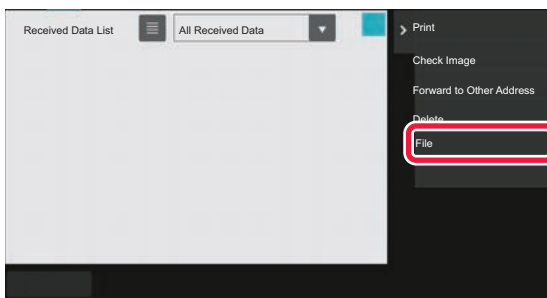 Received Data List
All Received Data
Print
Check Image
Forward to Other Address
Delete
File